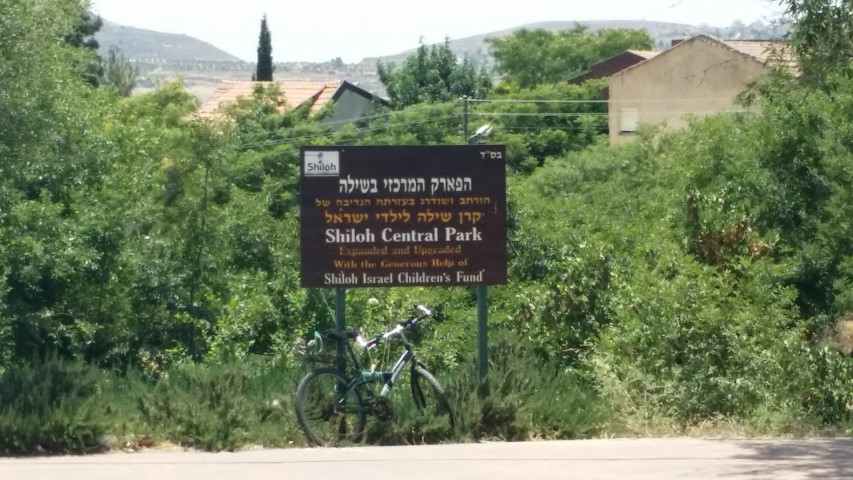 בס"ד
Shiloh
הפארק המרכזי בשילה
הורחב ושודרג בעזרתה הנדיבה של
קרן שילה לילדי ישראל
Shiloh Central Park
Expanded and Upgraded
With the Generous Help of
Shiloh Israel Children's Fund